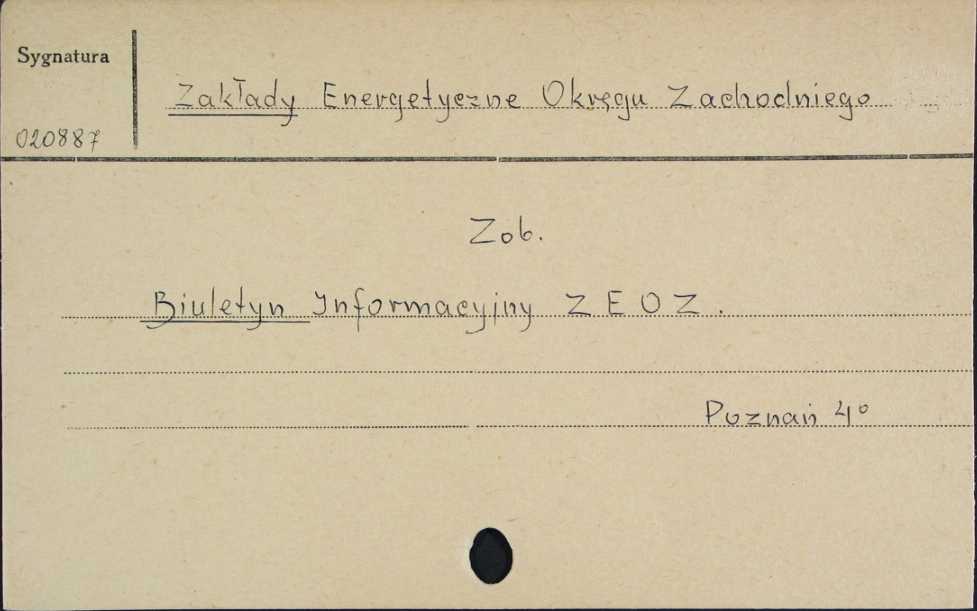 Sygnatura
Zakłady Energetyczne Okręgu Zachodniego
020887
Zob.
Biuletyn Informacyjny Z E O Z .
Poznań 4°